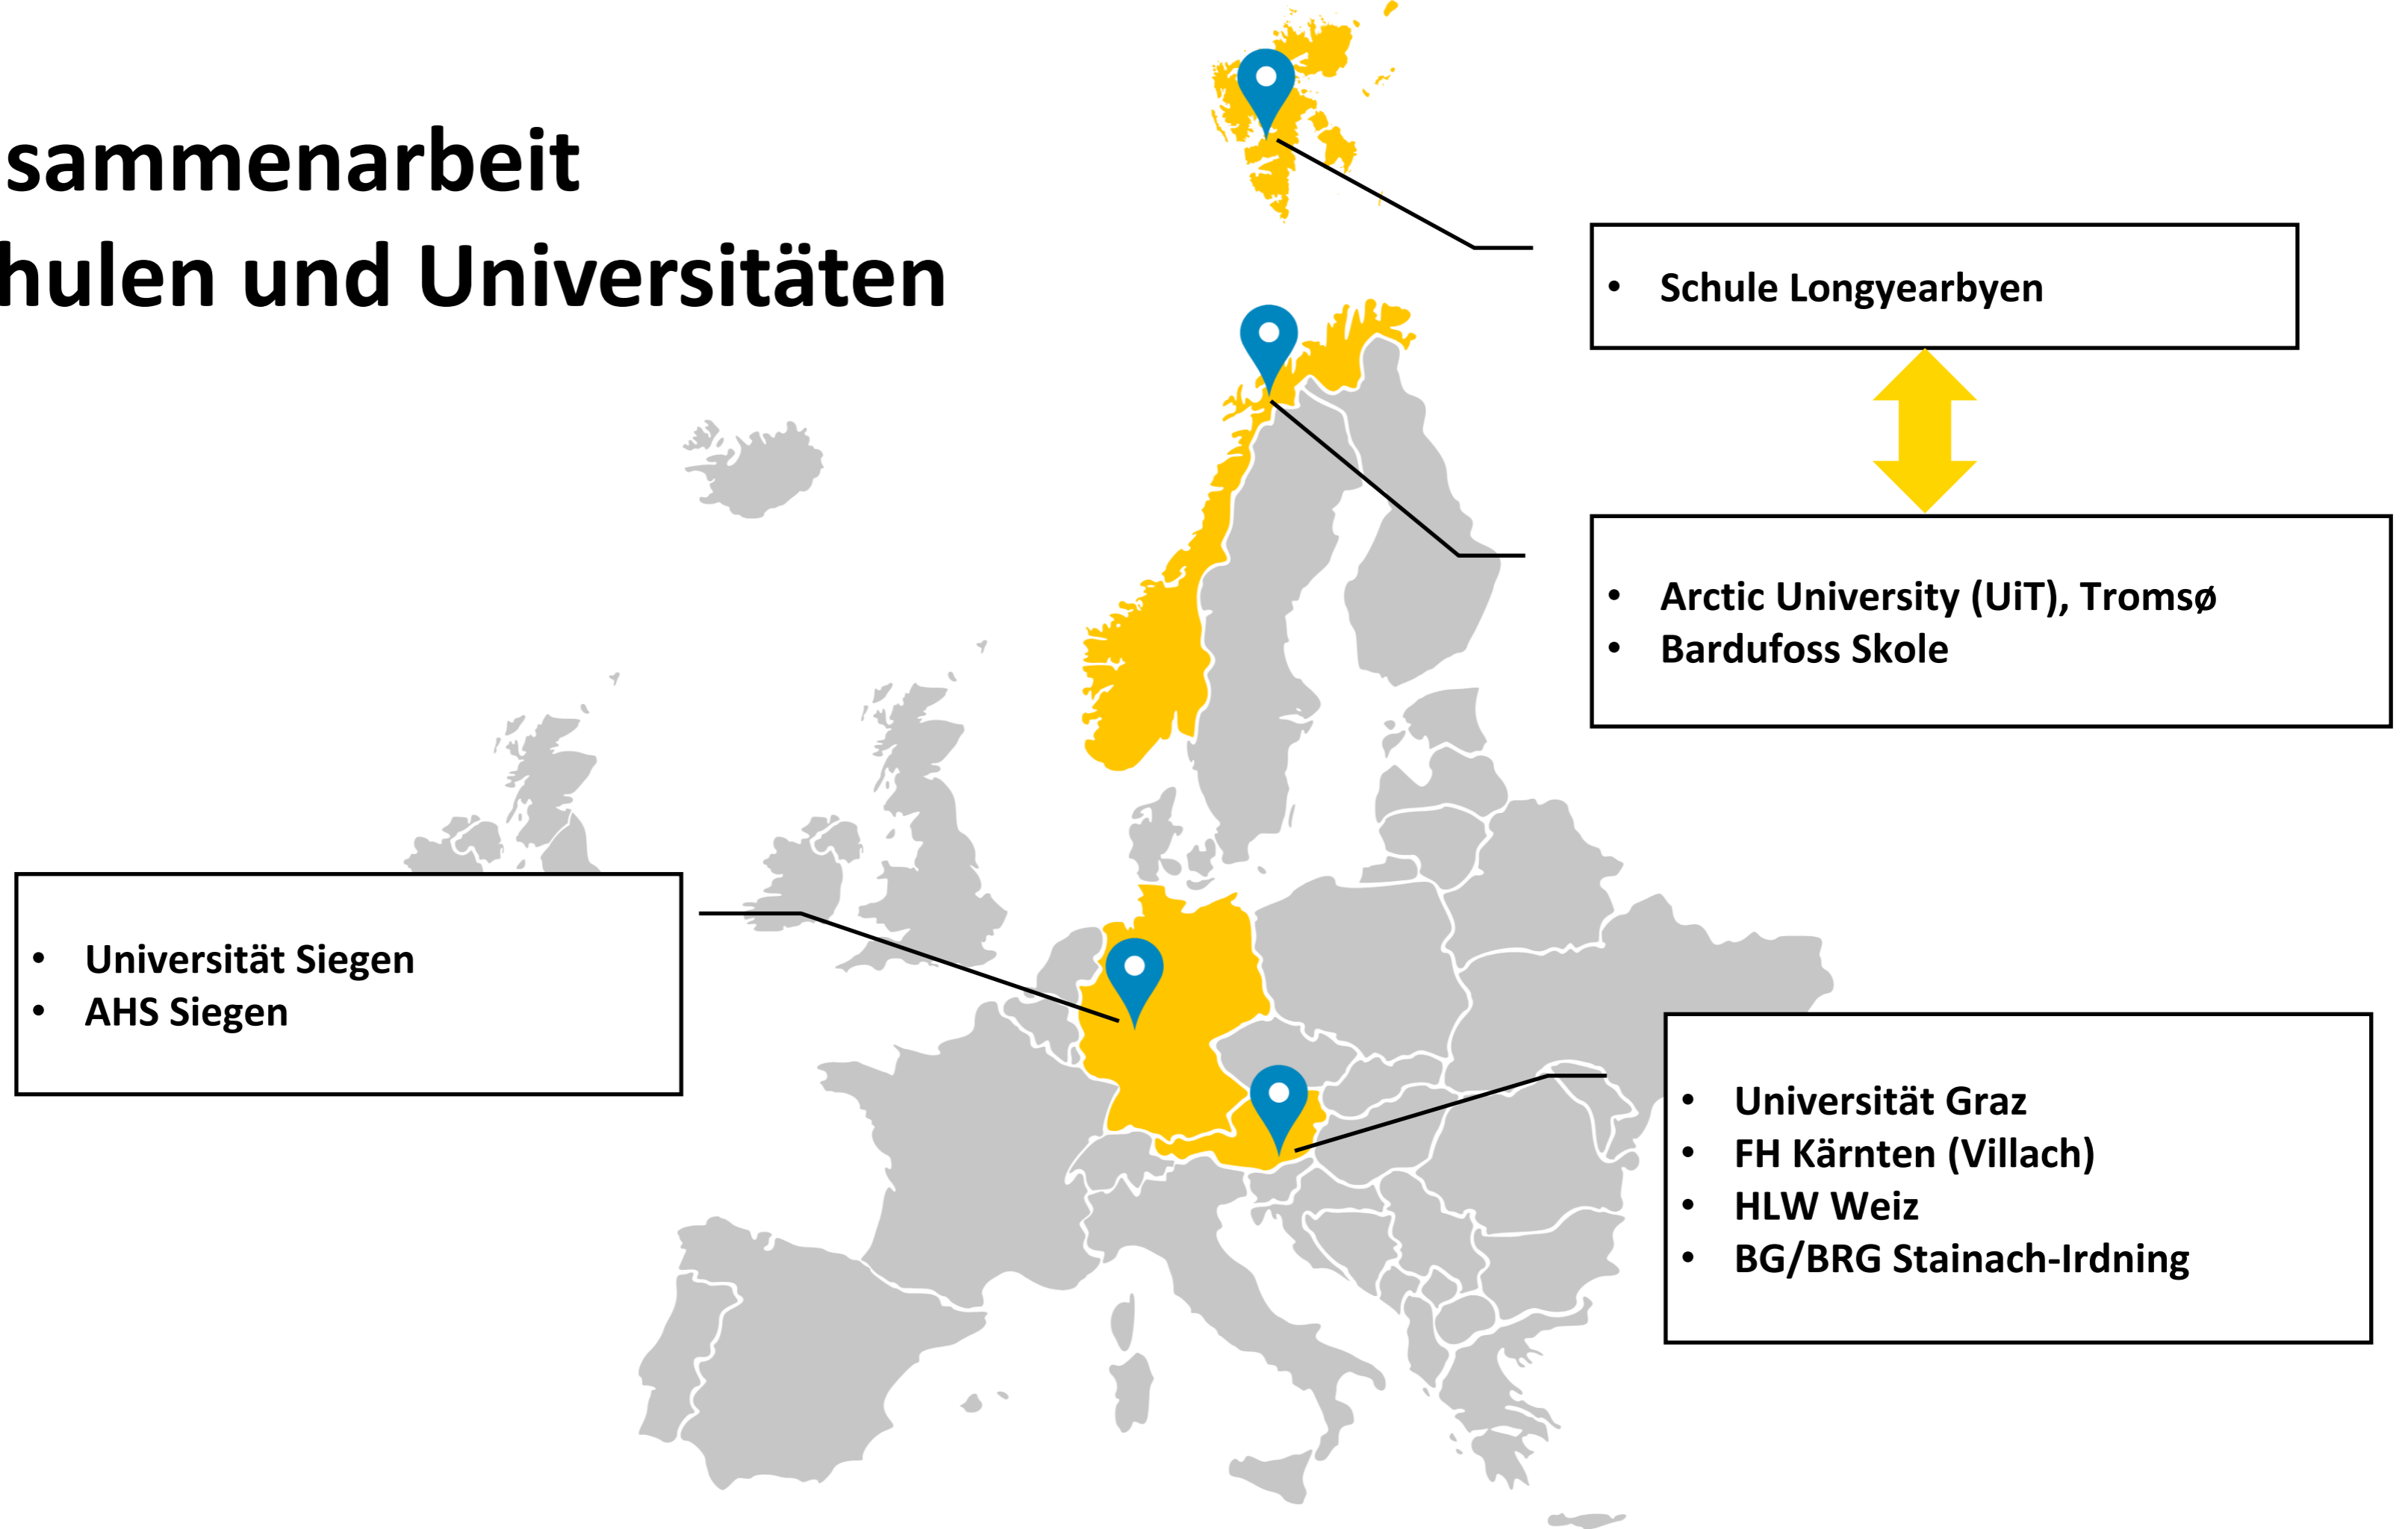 sammenarbeit
hulen und Universitäten
• Schule Longyearbyen
• Arctic University (UiT), Tromsø
• Bardufoss Skole
• Universität Siegen
• AHS Siegen
• Universität Graz
• FH Kärnten (Villach)
• HLW Weiz
• BG/BRG Stainach-Irdning